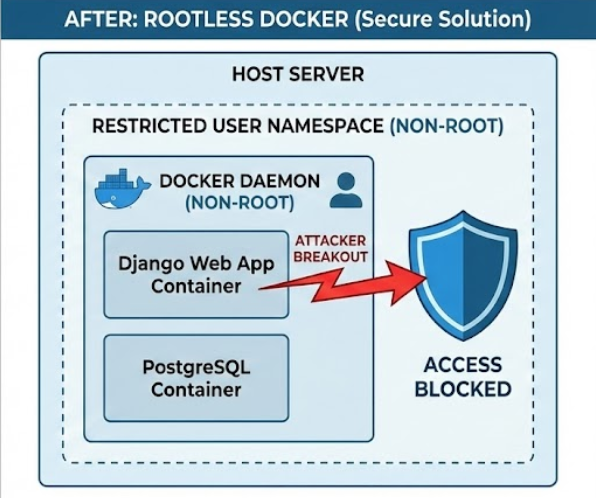 AFTER: ROOTLESS DOCKER (Secure Solution)
HOST SERVER
RESTRICTED USER NAMESPACE (NON-ROOT)
DOCKER DAEMON
(NON-ROOT)
Django Web App
Container
ATTACKER
BREAKOUT
PostgreSQL
Container
ACCESS
BLOCKED